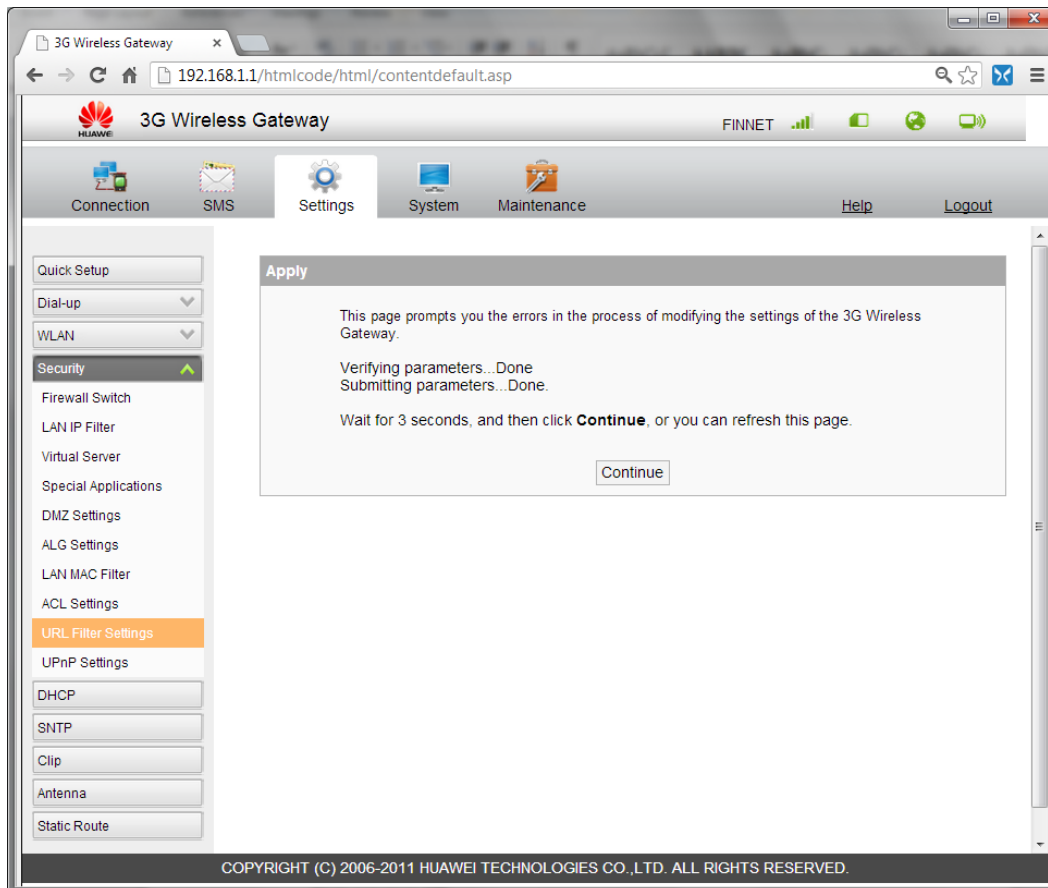 3G Wireless Gateway
192.168.1.1/htmlcode/html/contentdefault.asp
HUAWEI
3G Wireless Gateway
FINNET
Connection
SMS
Settings
System
Maintenance
Help
Logout
Quick Setup
Dial-up
WLAN
Security
Firewall Switch
LAN IP Filter
Virtual Server
Special Applications
DMZ Settings
ALG Settings
LAN MAC Filter
ACL Settings
URL Filter Settings
UPnP Settings
DHCP
SNTP
Clip
Antenna
Static Route
Apply
This page prompts you the errors in the process of modifying the settings of the 3G Wireless
Gateway.
Verifying parameters...Done
Submitting parameters...Done.
Wait for 3 seconds, and then click Continue, or you can refresh this page.
Continue
COPYRIGHT (C) 2006-2011 HUAWEI TECHNOLOGIES CO.,LTD. ALL RIGHTS RESERVED.